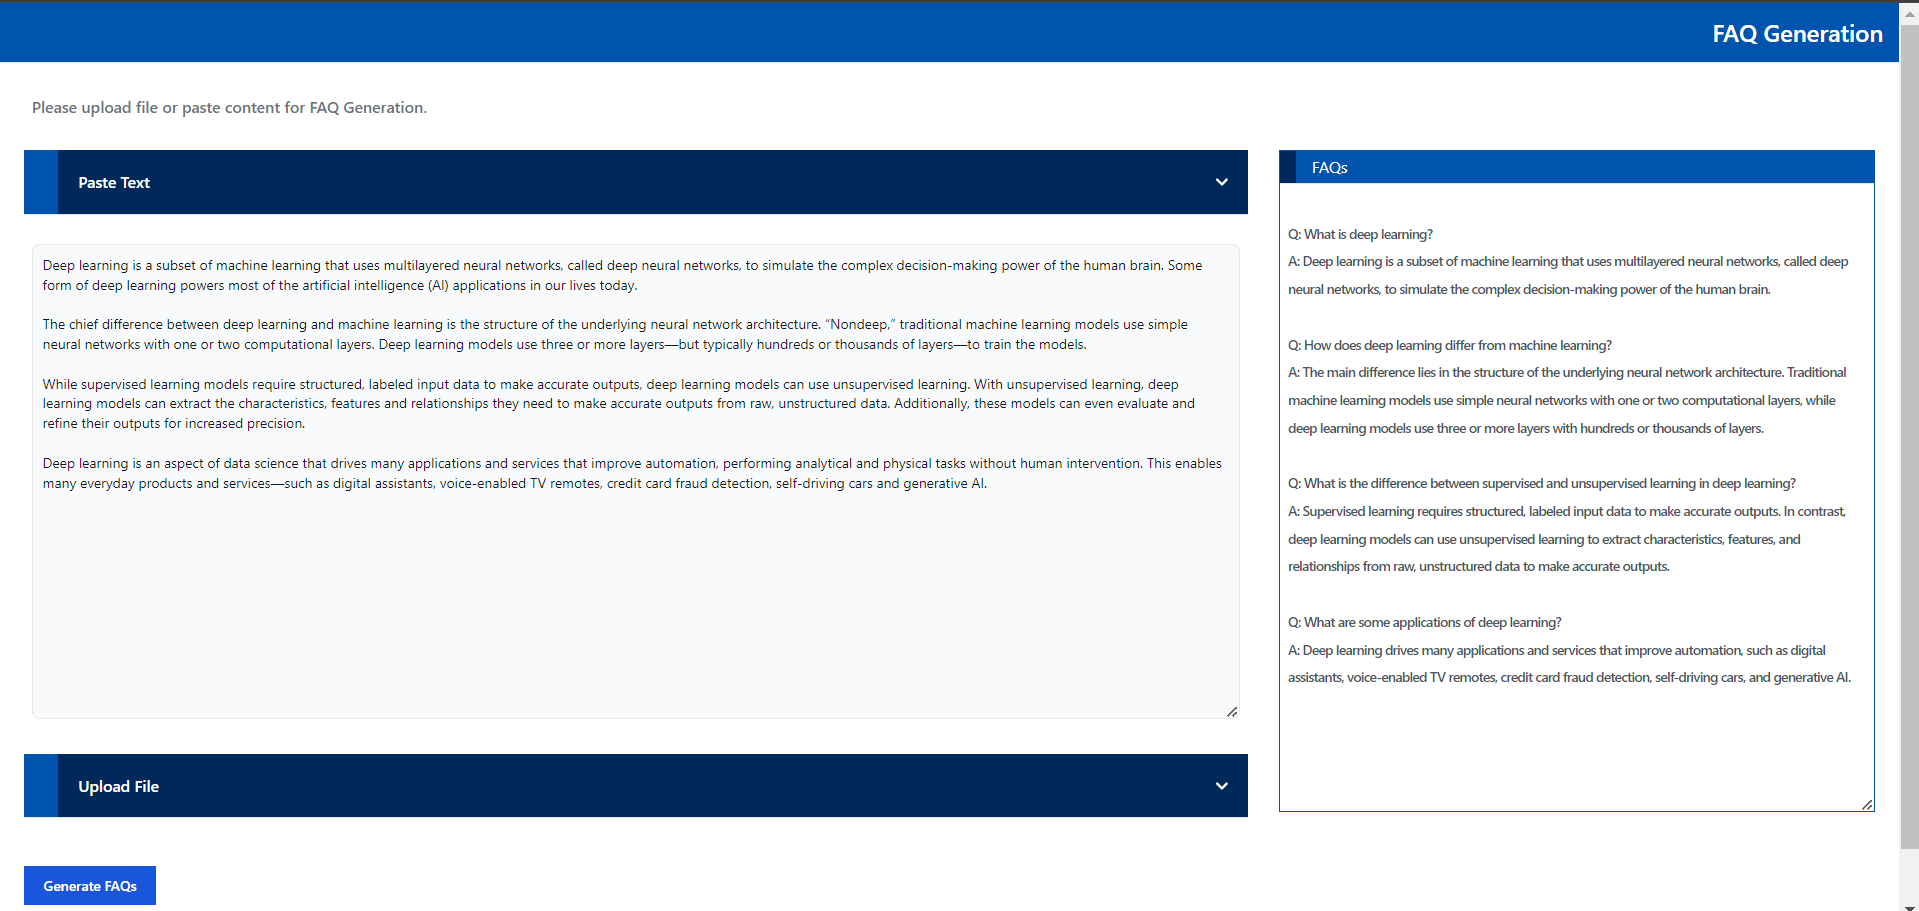 FAQ Generation
Please upload file or paste content for FAQ Generation.
Paste Text
Deep learning is a subset of machine learning that uses multilayered neural networks, called deep neural networks, to simulate the complex decision-making power of the human brain. Some
form of deep learning powers most of the artificial intelligence (AI) applications in our lives today.
The chief difference between deep learning and machine learning is the structure of the underlying neural network architecture. “Nondeep,” traditional machine learning models use simple
neural networks with one or two computational layers. Deep learning models use three or more layers—but typically hundreds or thousands of layers—to train the models.
While supervised learning models require structured, labeled input data to make accurate outputs, deep learning models can use unsupervised learning. With unsupervised learning, deep
learning models can extract the characteristics, features and relationships they need to make accurate outputs from raw, unstructured data. Additionally, these models can even evaluate and
refine their outputs for increased precision.
Deep learning is an aspect of data science that drives many applications and services that improve automation, performing analytical and physical tasks without human intervention. This enables
many everyday products and services—such as digital assistants, voice-enabled TV remotes, credit card fraud detection, self-driving cars and generative AI.
Upload File
Generate FAQs
FAQs
Q: What is deep learning?
A: Deep learning is a subset of machine learning that uses multilayered neural networks, called deep
neural networks, to simulate the complex decision-making power of the human brain.
Q: How does deep learning differ from machine learning?
A: The main difference lies in the structure of the underlying neural network architecture. Traditional
machine learning models use simple neural networks with one or two computational layers, while
deep learning models use three or more layers with hundreds or thousands of layers.
Q: What is the difference between supervised and unsupervised learning in deep learning?
A: Supervised learning requires structured, labeled input data to make accurate outputs. In contrast,
deep learning models can use unsupervised learning to extract characteristics, features, and
relationships from raw, unstructured data to make accurate outputs.
Q: What are some applications of deep learning?
A: Deep learning drives many applications and services that improve automation, such as digital
assistants, voice-enabled TV remotes, credit card fraud detection, self-driving cars, and generative AI.